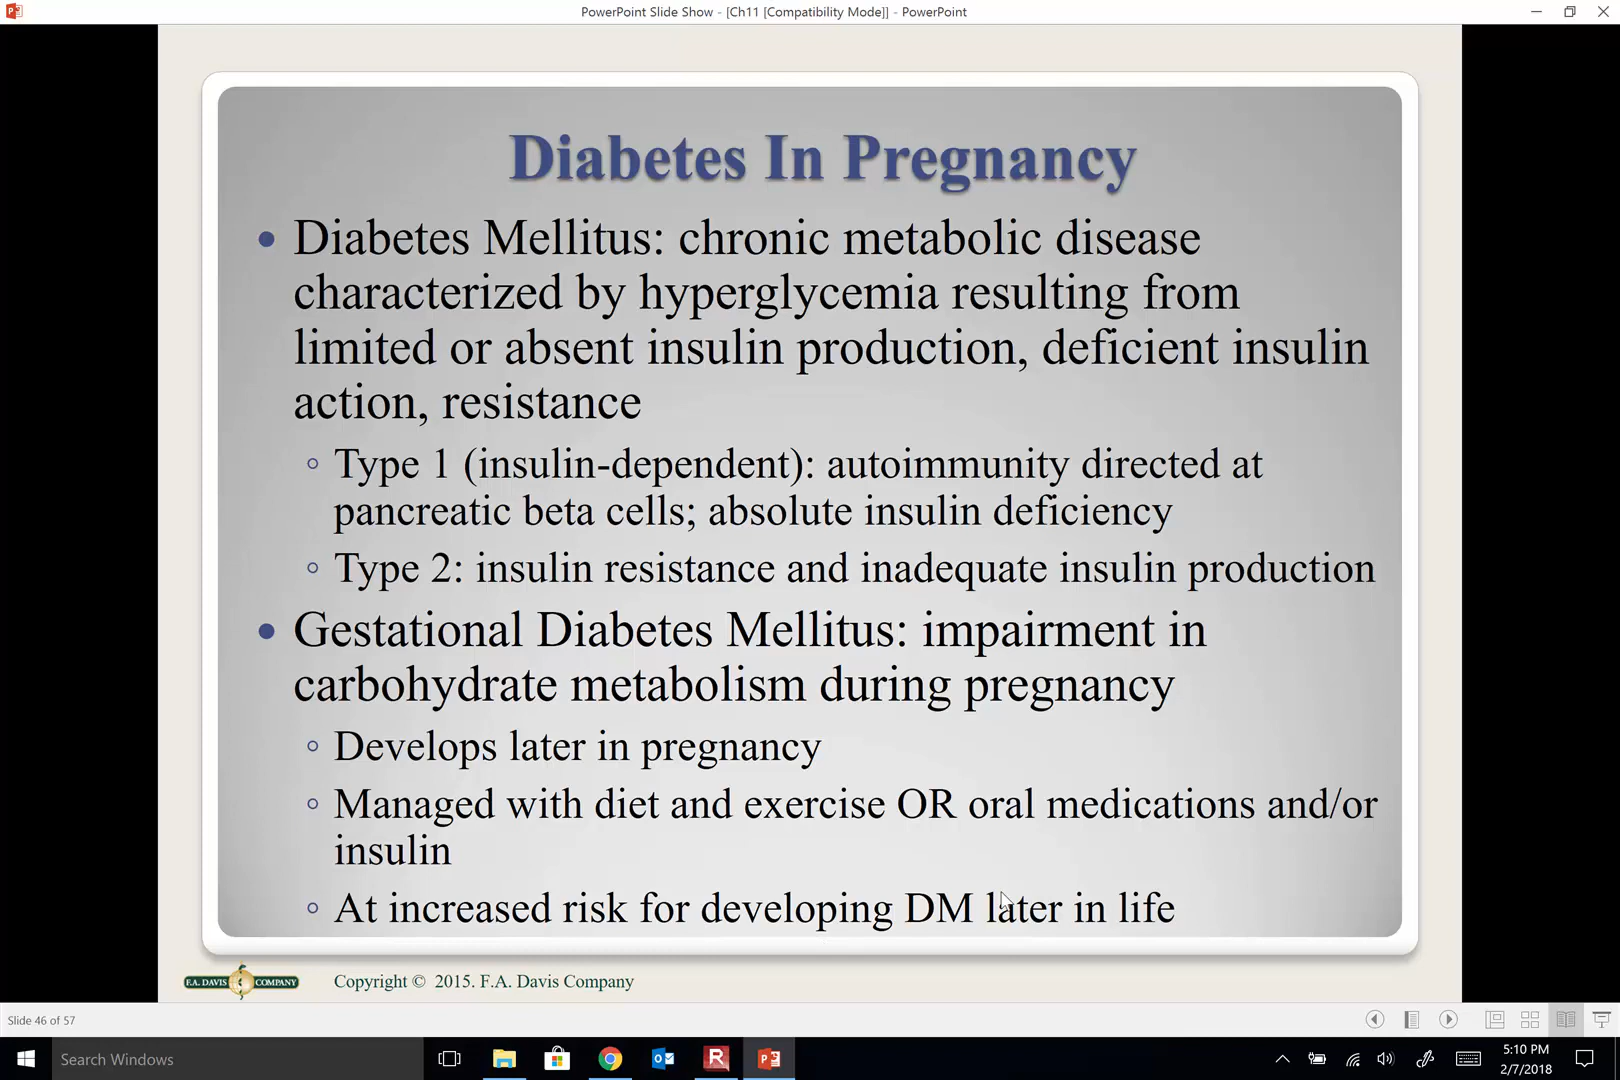 PowerPoint Slide Show - [Ch11 [Compatibility Mode]] - PowerPoint
Diabetes In Pregnancy
• Diabetes Mellitus: chronic metabolic disease
characterized by hyperglycemia resulting from
limited or absent insulin production, deficient insulin
action, resistance
◦ Type 1 (insulin-dependent): autoimmunity directed at
pancreatic beta cells; absolute insulin deficiency
◦ Type 2: insulin resistance and inadequate insulin production
• Gestational Diabetes Mellitus: impairment in
carbohydrate metabolism during pregnancy
◦ Develops later in pregnancy
◦ Managed with diet and exercise OR oral medications and/or
insulin
◦ At increased risk for developing DM later in life
F.A. DAVIS COMPANY
Copyright © 2015. F.A. Davis Company
Slide 46 of 57
Search Windows
5:10 PM
2/7/2018